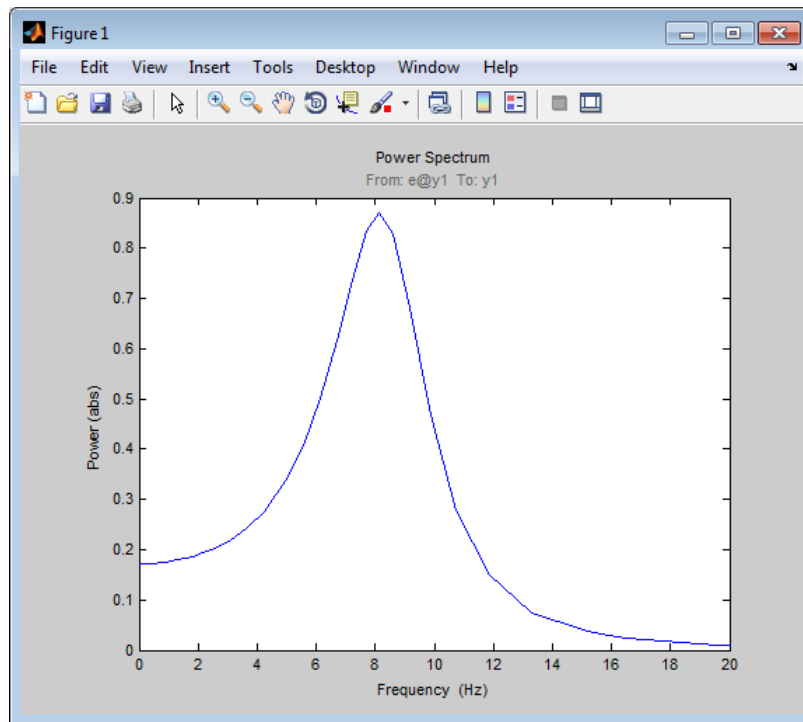 Figure 1
File Edit View Insert Tools Desktop Window Help
Power Spectrum
From: e@y1 To: y1
0.9
0.8
0.7
0.6
0.5
0.4
0.3
0.2
0.1
0
Power (abs)
0 2 4 6 8 10 12 14 16 18 20
Frequency (Hz)